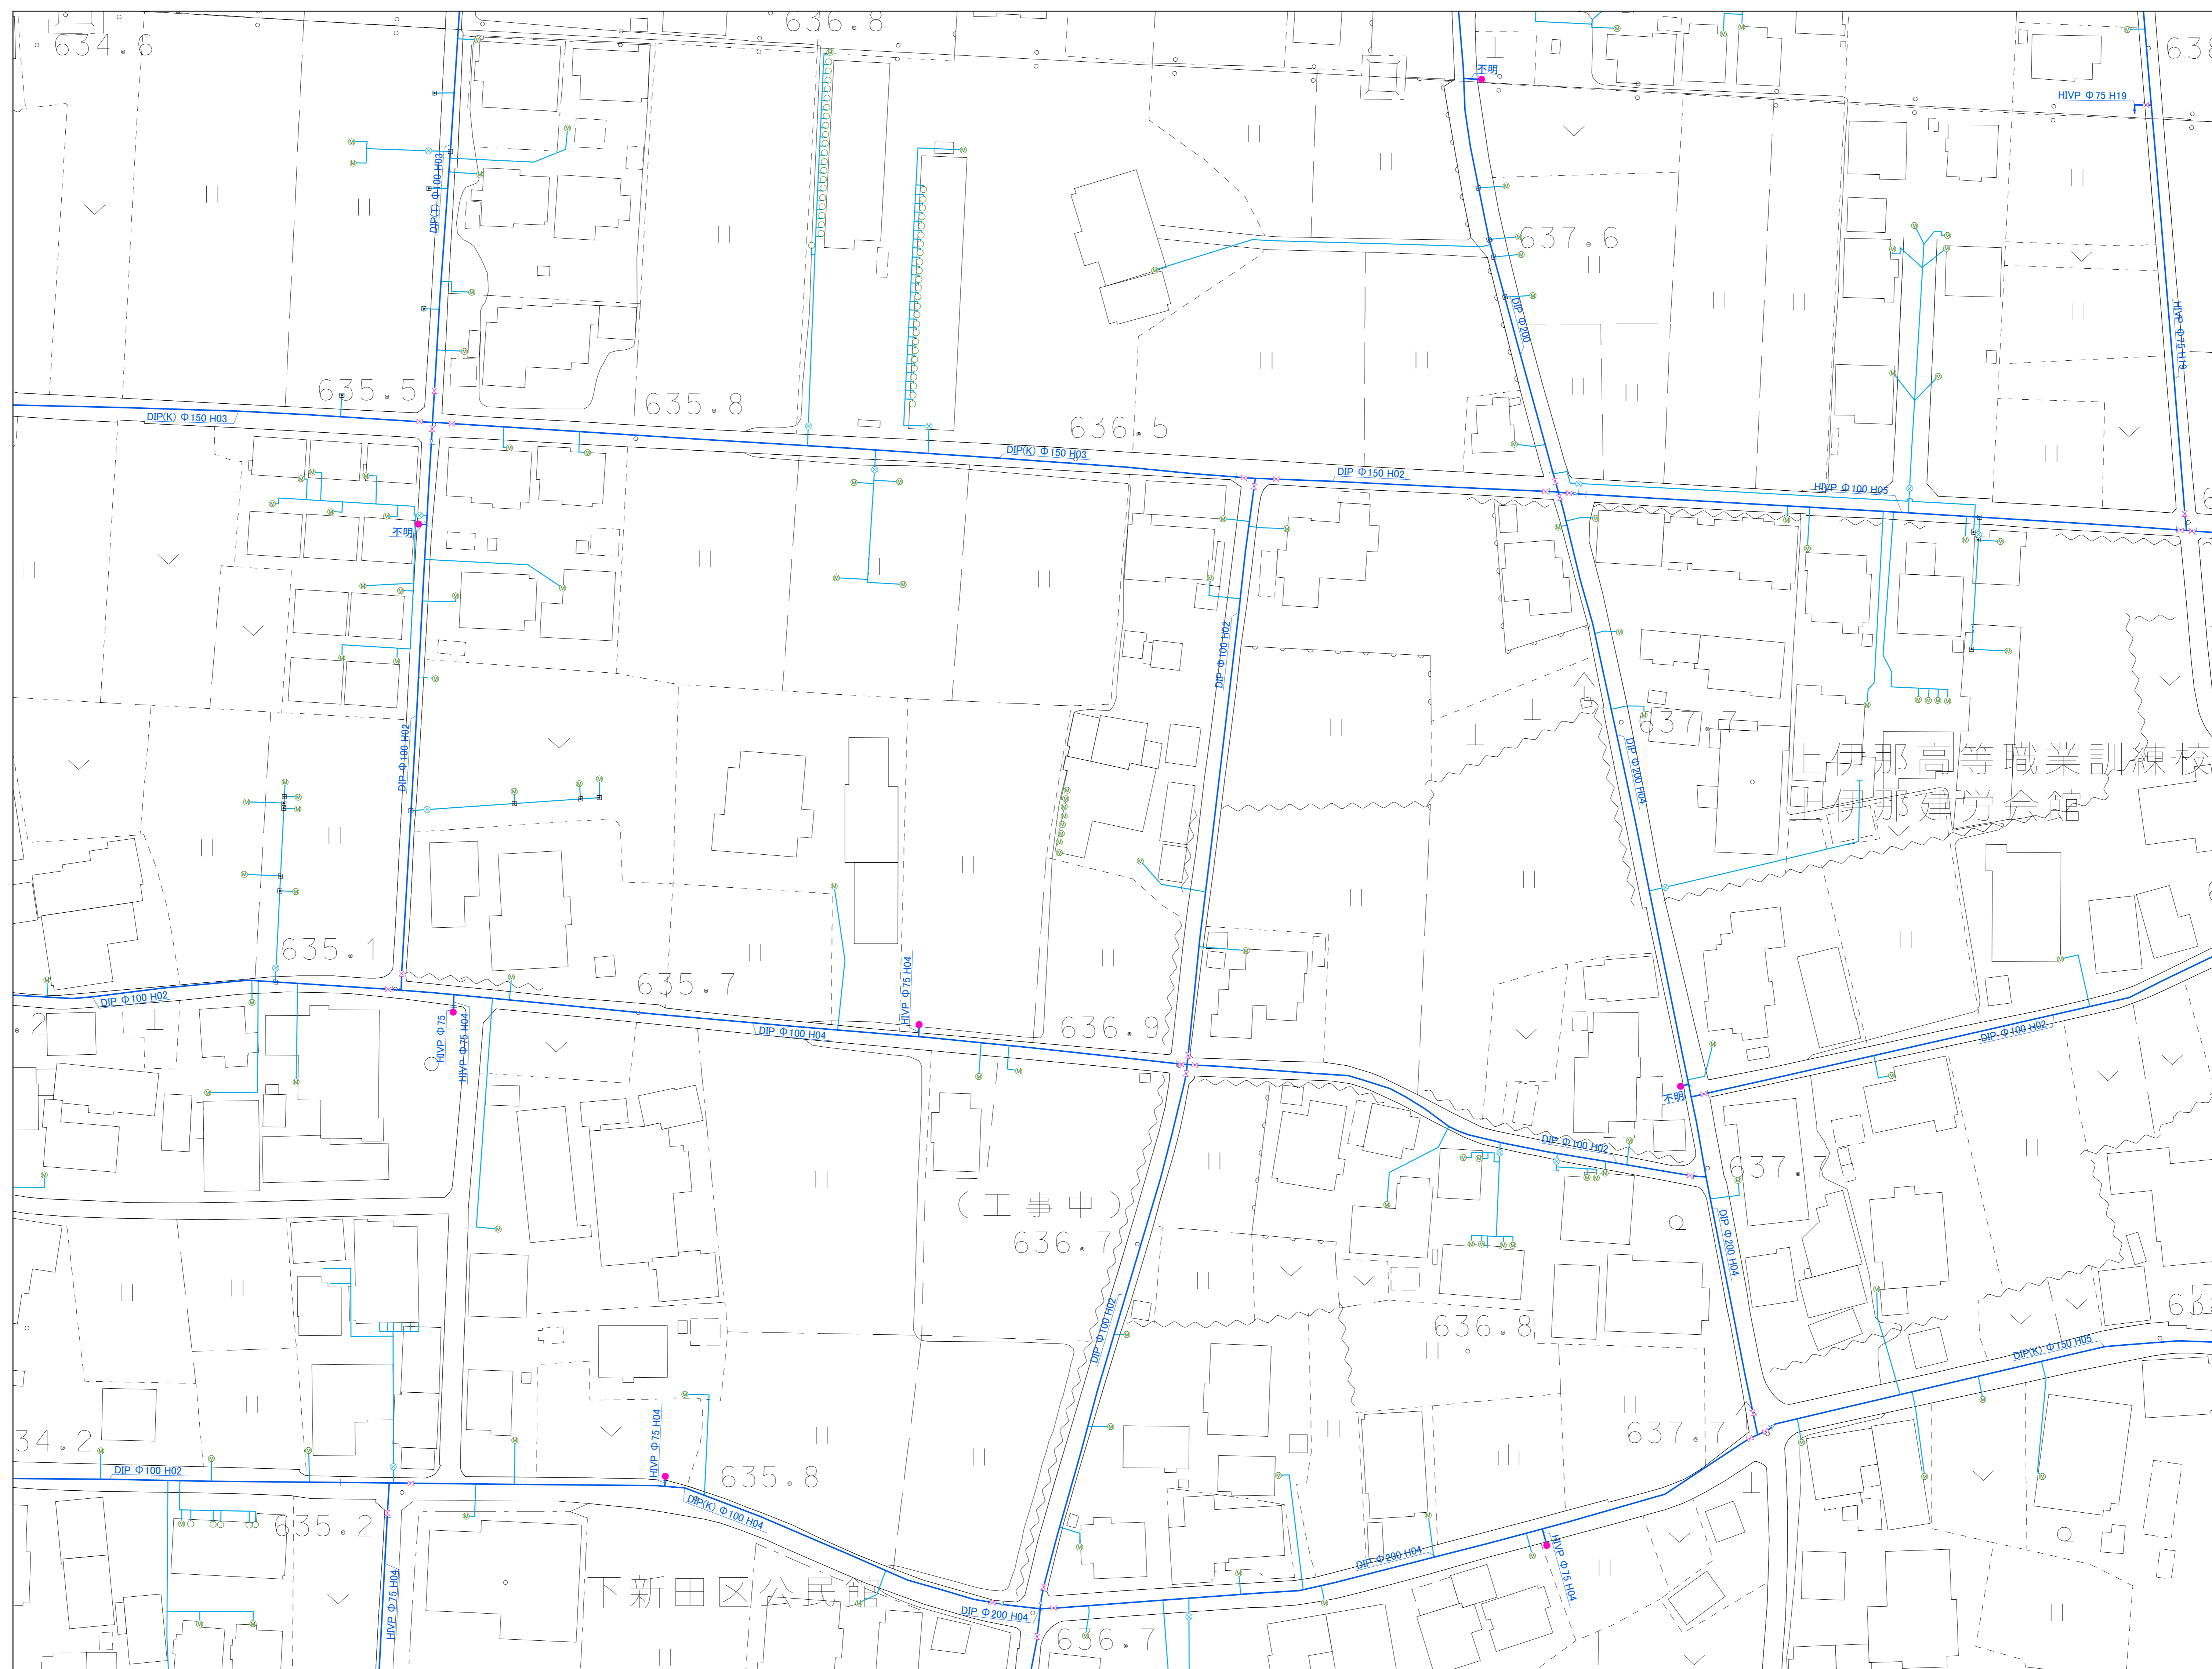 634.6
636.8
不明
HIVP Φ75 H19
DIP(T) Φ100 H03
637.6
DIP Φ200
HIVP Φ75 H19
635.5
635.8
636.5
DIP(K) Φ150 H03
DIP(K) Φ150 H03
DIP Φ150 H02
HIVP Φ100 H05
不明
DIP Φ100 H02
637.7
DIP Φ100 H02
DIP Φ200 H04
上伊那高等職業訓練校
上伊那建労会館
635.1
635.7
HIVP Φ75 H04
DIP Φ100 H02
HIVP Φ75
HIVP Φ75 H04
DIP Φ100 H04
636.9
DIP Φ100 H02
不明
DIP Φ100 H02
637.7
(工事中)
636.7
DIP Φ200 H04
DIP Φ100 H02
636.8
DIP(K) Φ150 H05
34.2
DIP Φ100 H02
HIVP Φ75 H04
635.8
637.7
DIP(K) Φ100 H04
635.2
HIVP Φ75 H04
下新田区公民館
DIP Φ200 H04
DIP Φ200 H04
HIVP Φ75 H04
636.7